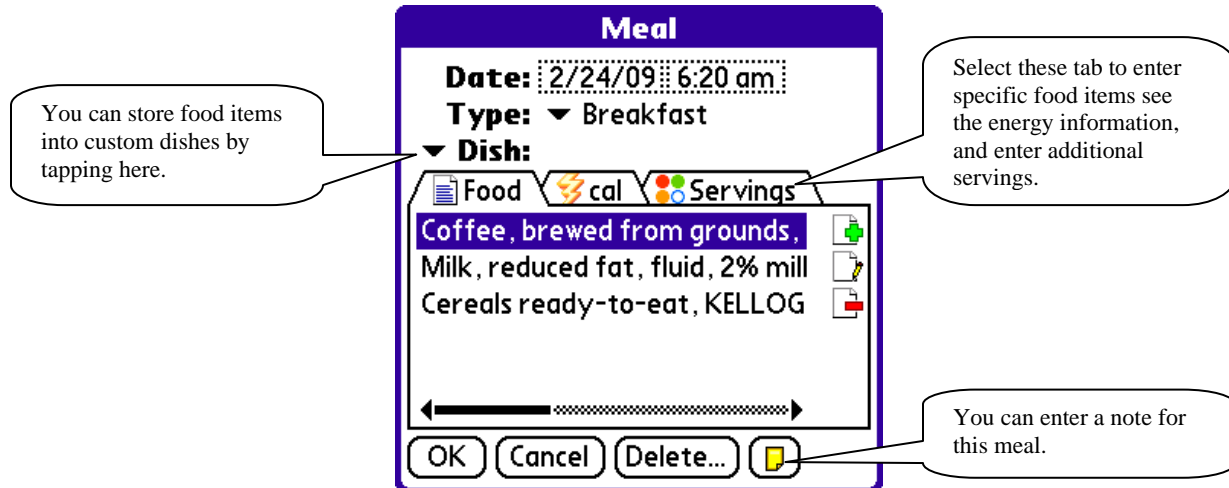 Meal
Date: 2/24/09 6:20 am
Type: Breakfast
Dish:
Food cal Servings
Coffee, brewed from grounds,
Milk, reduced fat, fluid, 2% mill
Cereals ready-to-eat, KELLOG
OK Cancel Delete...
You can store food items
into custom dishes by
tapping here.
Select these tab to enter
specific food items see
the energy information,
and enter additional
servings.
You can enter a note for
this meal.